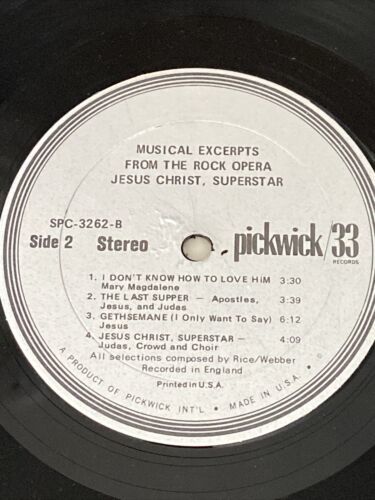 MUSICAL EXCERPTS
FROM THE ROCK OPERA
JESUS CHRIST, SUPERSTAR
SPC-3262-B
Side 2 Stereo
pickwick/33
RECORDS
1. I DON'T KNOW HOW TO LOVE HIM 3:30
Mary Magdalene
2. THE LAST SUPPER — Apostles, 3:39
Jesus, and Judas
3. GETHSEMANE (I Only Want To Say) 6:12
Jesus
4. JESUS CHRIST, SUPERSTAR — 4:09
Judas, Crowd and Choir
All selections composed by Rice/Webber
Recorded in England
Printed in U.S.A.
A PRODUCT OF PICKWICK INT'L • MADE IN U.S.A.